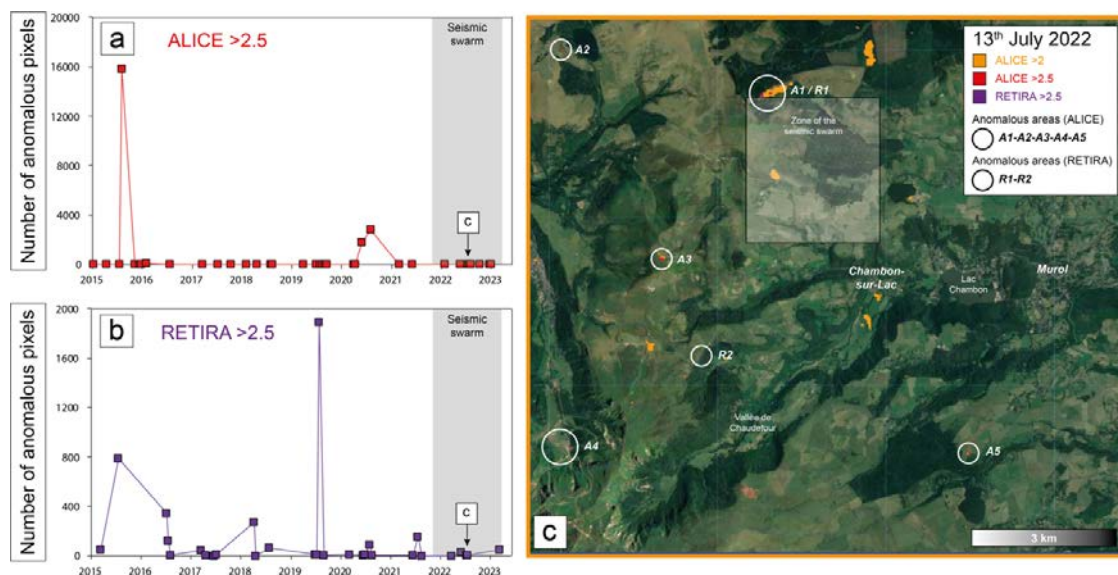 a
ALICE >2.5
Seismic
swarm
Number of anomalous pixels
20000
16000
12000
8000
4000
0
c
2015 2016 2017 2018 2019 2020 2021 2022 2023
b
RETIRA >2.5
Seismic
swarm
Number of anomalous pixels
2000
1600
1200
800
400
0
c
2015 2016 2017 2018 2019 2020 2021 2022 2023
13th July 2022
ALICE >2
ALICE >2.5
RETIRA >2.5
Anomalous areas (ALICE)
A1-A2-A3-A4-A5
Anomalous areas (RETIRA)
R1-R2
A2
A1 / R1
Zone of the
seismic swarm
A3
Chambon-
sur-Lac
Lac
Chambon
Murol
R2
Vallée de
Chaudefour
A4
A5
c
3 km